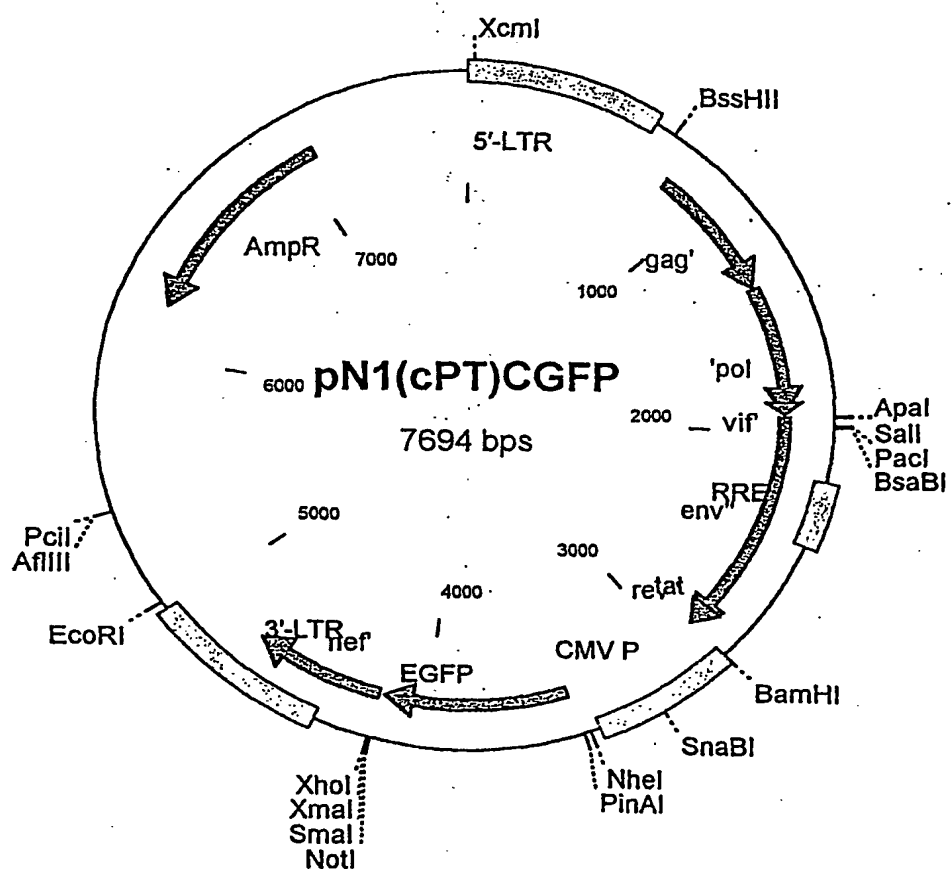 XcmI
BssHII
5'-LTR
AmpR
7000
gag'
1000
'pol
pN1(cPT)CGFP
6000
7694 bps
2000
vif'
ApaI
SalI
PacI
BsaBI
RRE
env"
5000
PciI
AflIII
3000
rev
tat
4000
3'-LTR
nef'
EcoRI
EGFP
CMV P
BamHI
SnaBI
NheI
PinAI
XhoI
XmaI
SmaI
NotI